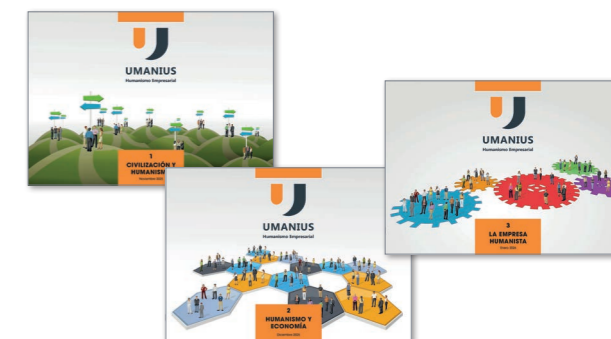 UMANIUS
Humanismo Empresarial
1
CIVILIZACIÓN Y
HUMANISM
UMANIUS
Humanismo Empresarial
2
HUMANISMO Y
ECONOMÍA
UMANIUS
Humanismo Empresarial
3
LA EMPRESA
HUMANISTA